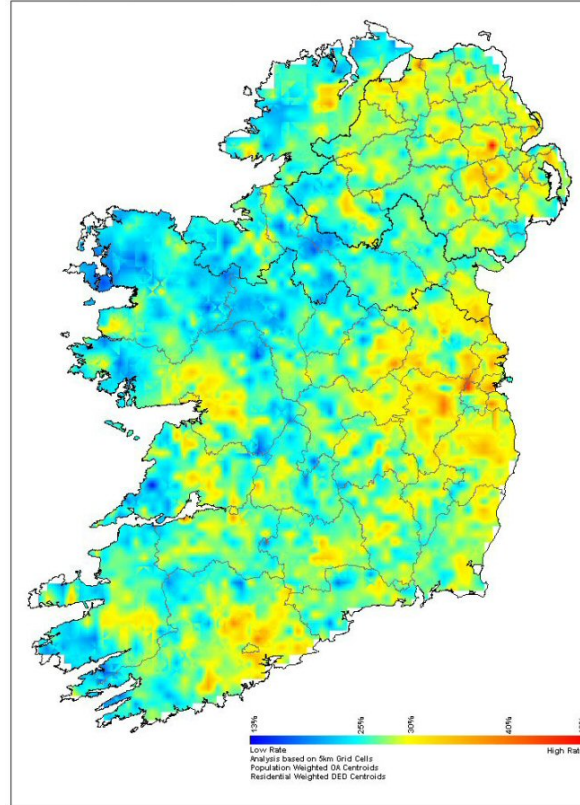 13%
25%
30%
40%
Low Rate
High Rate
Analysis based on 5km Grid Cells
Population Weighted OA Centroids
Residential Weighted DED Centroids